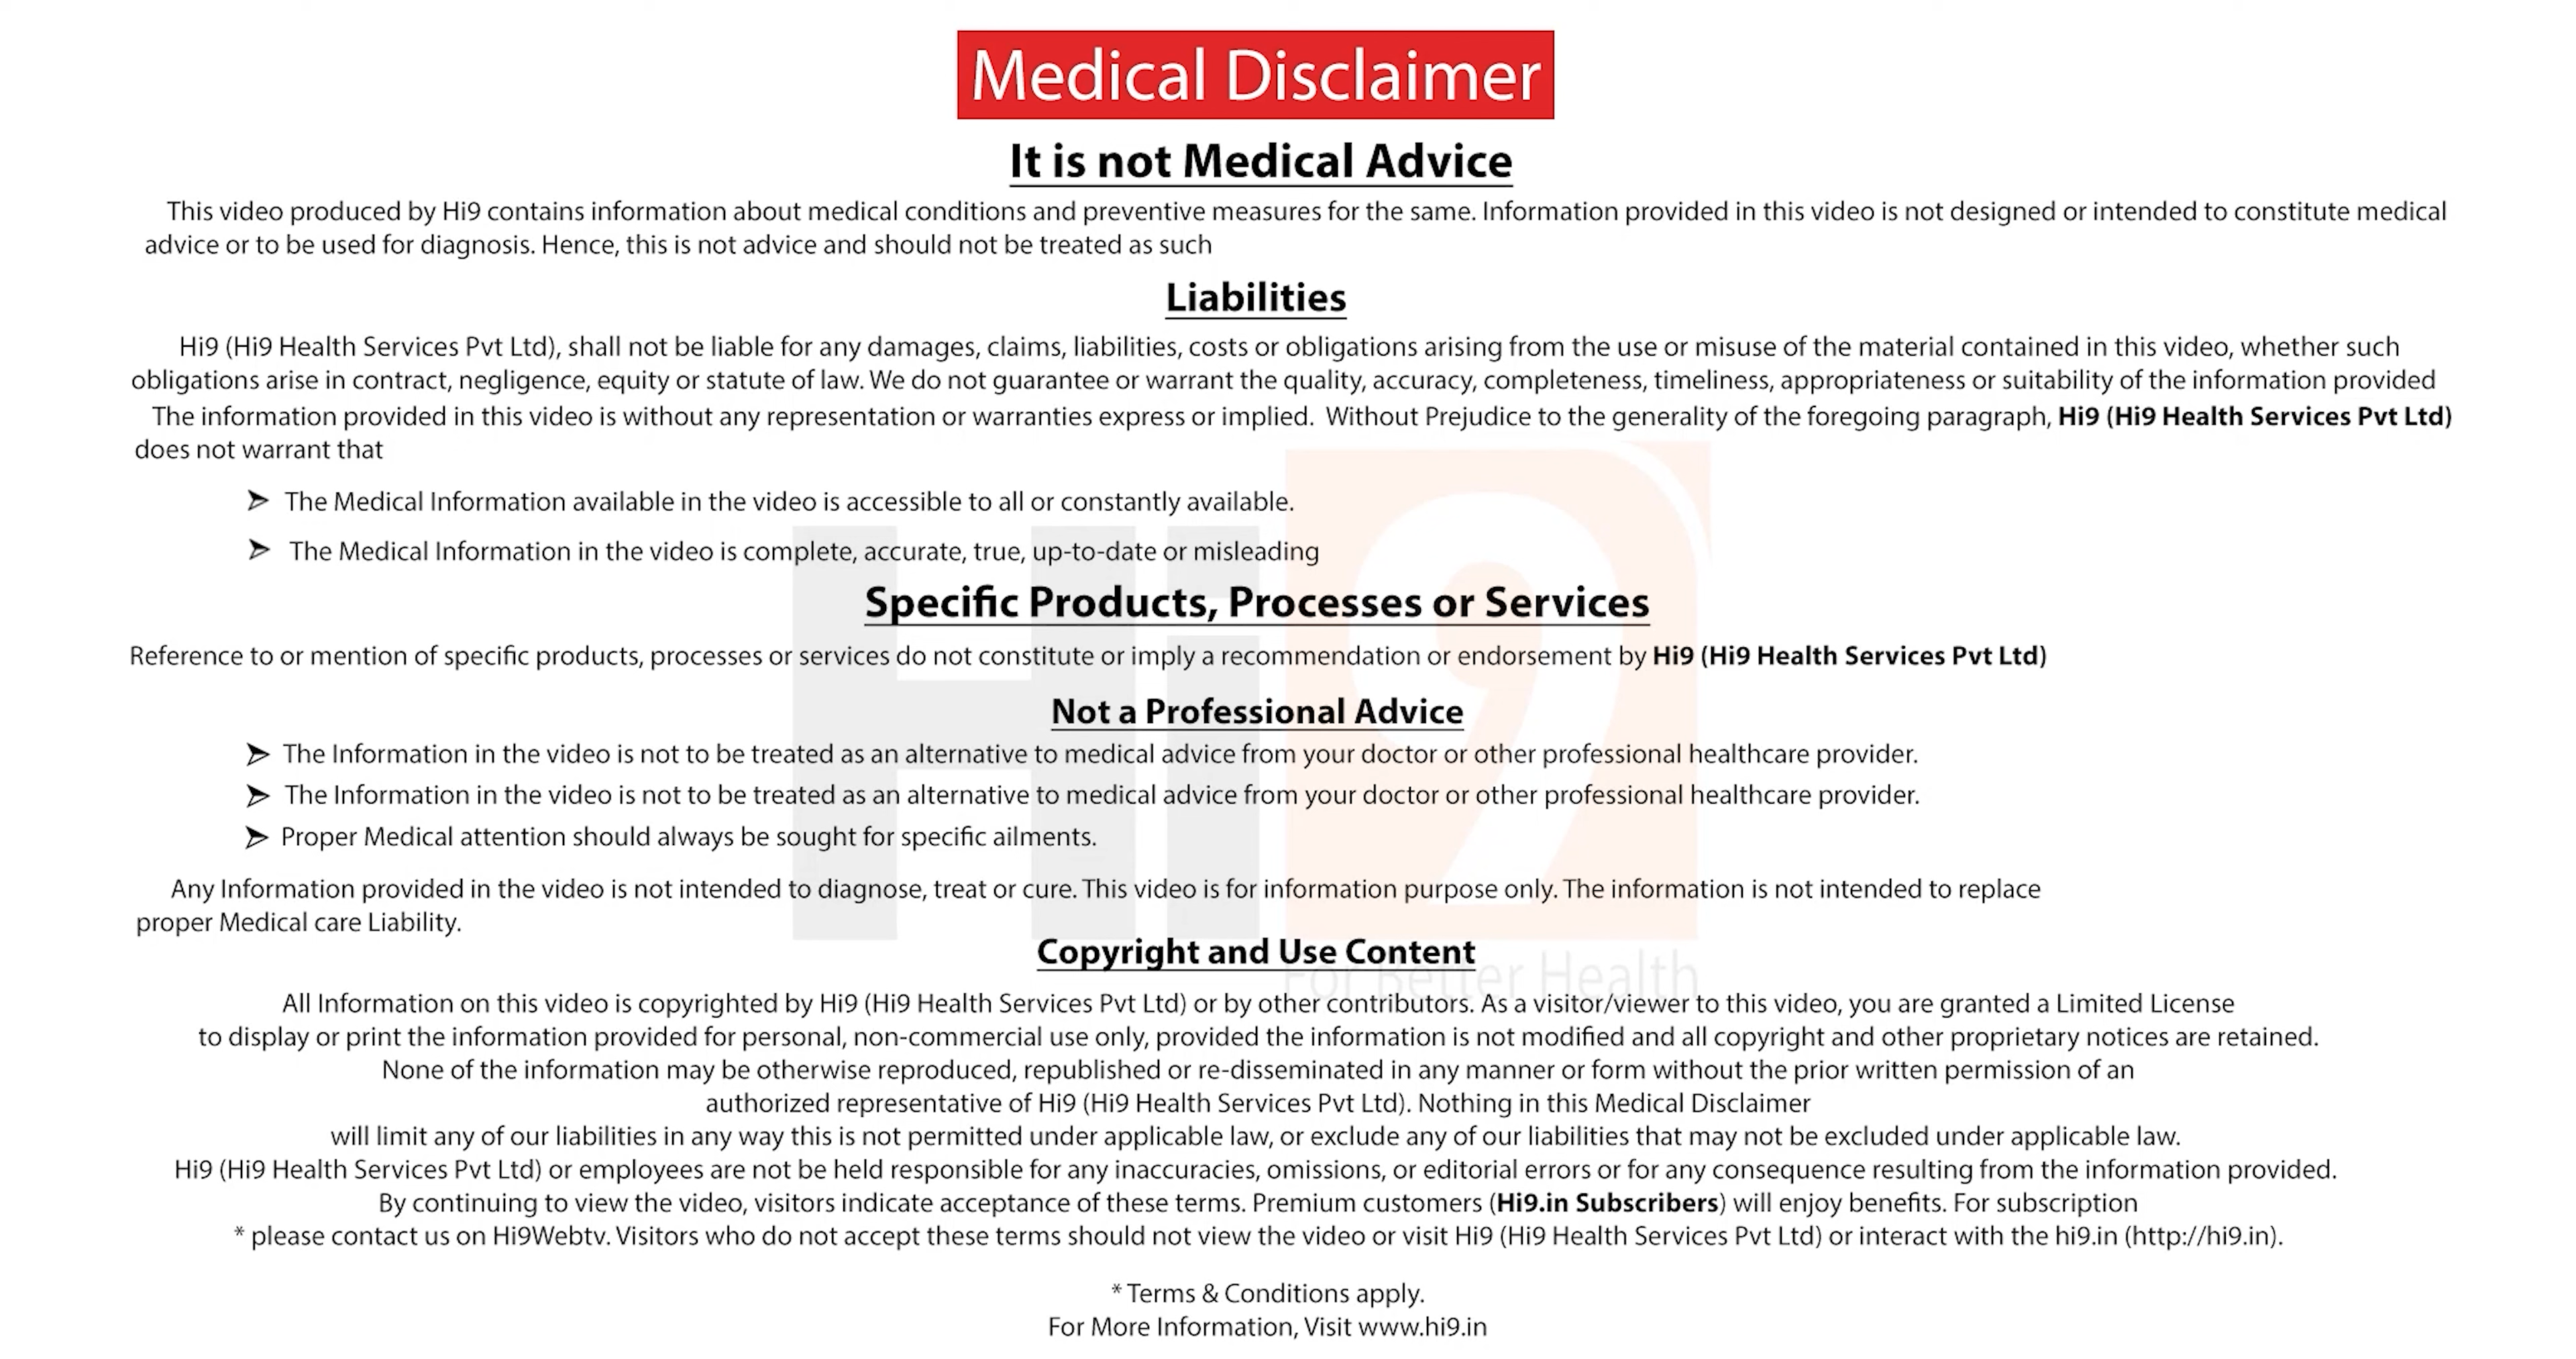 Medical Disclaimer
It is not Medical Advice
This video produced by Hi9 contains information about medical conditions and preventive measures for the same. Information provided in this video is not designed or intended to constitute medical
advice or to be used for diagnosis. Hence, this is not advice and should not be treated as such
Liabilities
Hi9 (Hi9 Health Services Pvt Ltd), shall not be liable for any damages, claims, liabilities, costs or obligations arising from the use or misuse of the material contained in this video, whether such
obligations arise in contract, negligence, equity or statute of law. We do not guarantee or warrant the quality, accuracy, completeness, timeliness, appropriateness or suitability of the information provided
The information provided in this video is without any representation or warranties express or implied. Without Prejudice to the generality of the foregoing paragraph, Hi9 (Hi9 Health Services Pvt Ltd)
does not warrant that
➢ The Medical Information available in the video is accessible to all or constantly available.
➢ The Medical Information in the video is complete, accurate, true, up-to-date or misleading
Specific Products, Processes or Services
Reference to or mention of specific products, processes or services do not constitute or imply a recommendation or endorsement by Hi9 (Hi9 Health Services Pvt Ltd)
Not a Professional Advice
➢ The Information in the video is not to be treated as an alternative to medical advice from your doctor or other professional healthcare provider.
➢ The Information in the video is not to be treated as an alternative to medical advice from your doctor or other professional healthcare provider.
➢ Proper Medical attention should always be sought for specific ailments.
Any Information provided in the video is not intended to diagnose, treat or cure. This video is for information purpose only. The information is not intended to replace
proper Medical care Liability.
Hi9
For Better Health
Copyright and Use Content
All Information on this video is copyrighted by Hi9 (Hi9 Health Services Pvt Ltd) or by other contributors. As a visitor/viewer to this video, you are granted a Limited License
to display or print the information provided for personal, non-commercial use only, provided the information is not modified and all copyright and other proprietary notices are retained.
None of the information may be otherwise reproduced, republished or re-disseminated in any manner or form without the prior written permission of an
authorized representative of Hi9 (Hi9 Health Services Pvt Ltd). Nothing in this Medical Disclaimer
will limit any of our liabilities in any way this is not permitted under applicable law, or exclude any of our liabilities that may not be excluded under applicable law.
Hi9 (Hi9 Health Services Pvt Ltd) or employees are not be held responsible for any inaccuracies, omissions, or editorial errors or for any consequence resulting from the information provided.
By continuing to view the video, visitors indicate acceptance of these terms. Premium customers (Hi9.in Subscribers) will enjoy benefits. For subscription
* please contact us on Hi9Webtv. Visitors who do not accept these terms should not view the video or visit Hi9 (Hi9 Health Services Pvt Ltd) or interact with the hi9.in (http://hi9.in).
* Terms & Conditions apply.
For More Information, Visit www.hi9.in